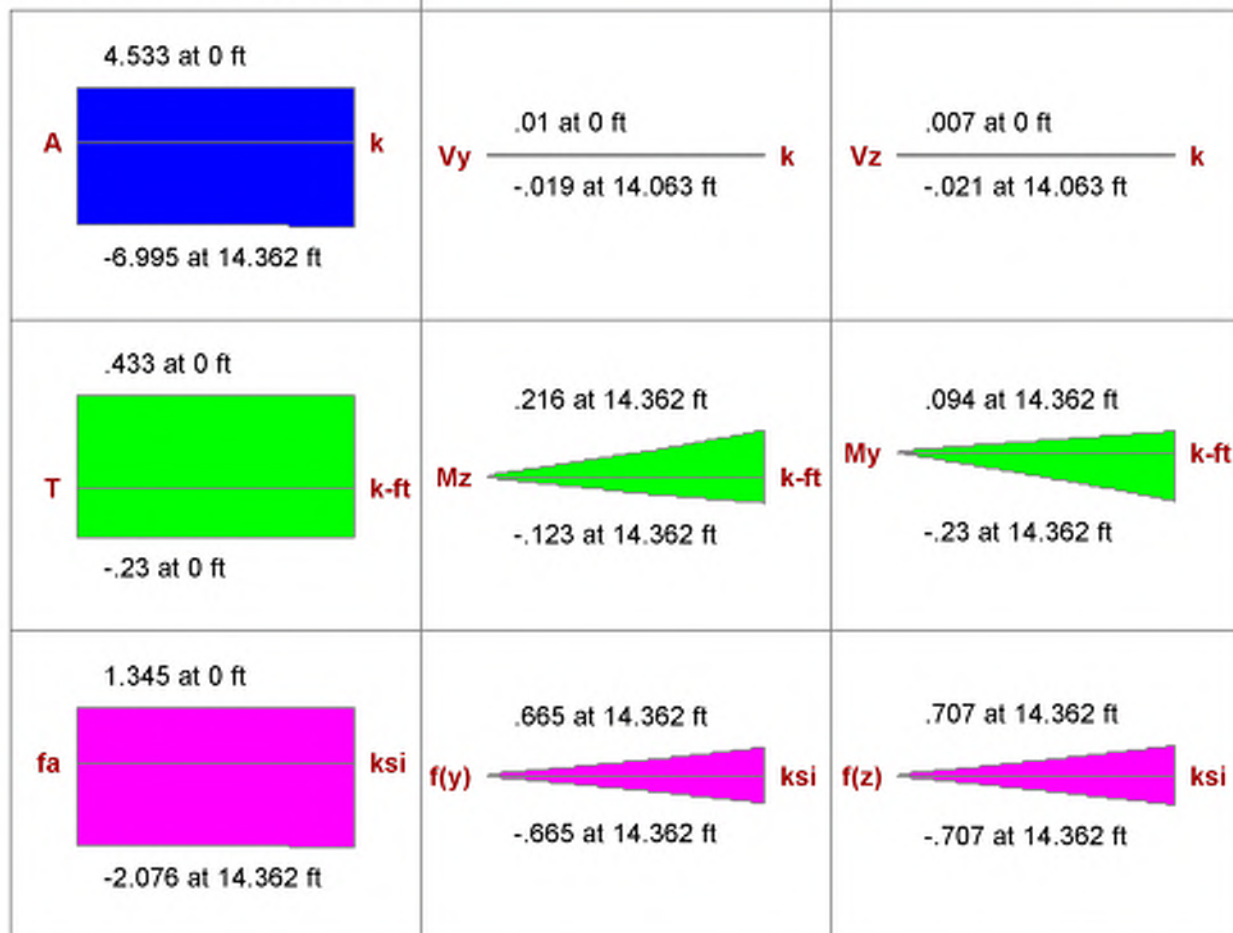 4.533 at 0 ft
A k
-6.995 at 14.362 ft
.01 at 0 ft
Vy k
-.019 at 14.063 ft
.007 at 0 ft
Vz k
-.021 at 14.063 ft
.433 at 0 ft
T k-ft
-.23 at 0 ft
.216 at 14.362 ft
Mz k-ft
-.123 at 14.362 ft
.094 at 14.362 ft
My k-ft
-.23 at 14.362 ft
1.345 at 0 ft
fa ksi
-2.076 at 14.362 ft
.665 at 14.362 ft
f(y) ksi
-.665 at 14.362 ft
.707 at 14.362 ft
f(z) ksi
-.707 at 14.362 ft